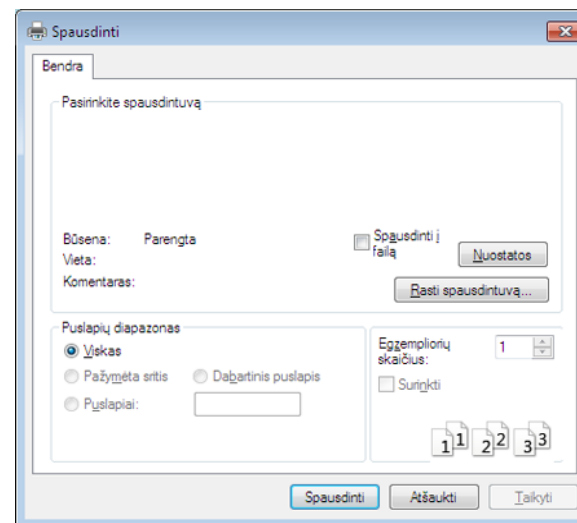 Spausdinti
Bendra
Pasirinkite spausdintuvą
Būsena: Parengta
Vieta:
Komentaras:
Spausdinti į
failą
Nuostatos
Rasti spausdintuvą...
Puslapių diapazonas
Viskas
Pažymėta sritis
Dabartinis puslapis
Puslapiai:
Egzempliorių
skaičius:
1
Surinkti
1 1 2 2 3 3
Spausdinti
Atšaukti
Taikyti